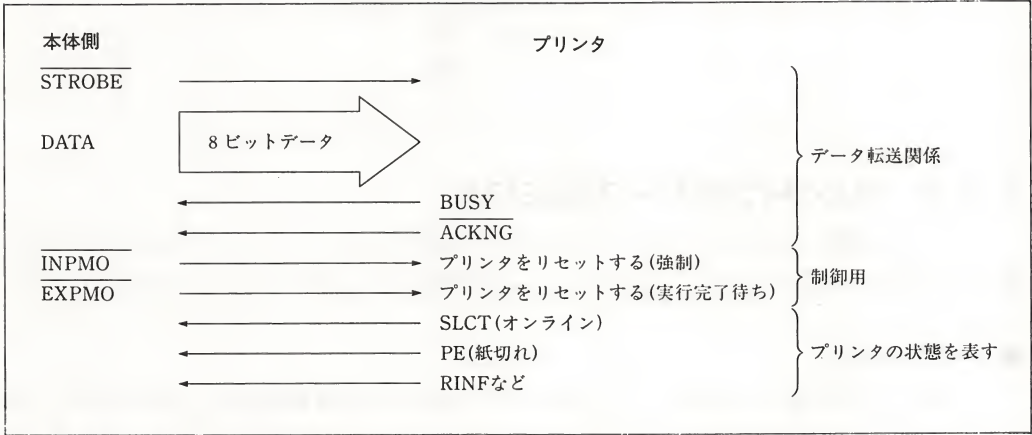 本体側 プリンタ
STROBE
DATA 8ビットデータ データ転送関係
BUSY
ACKNG
INPMO プリンタをリセットする(強制) 制御用
EXPMO プリンタをリセットする(実行完了待ち)
SLCT(オンライン)
PE(紙切れ) プリンタの状態を表す
RINFなど